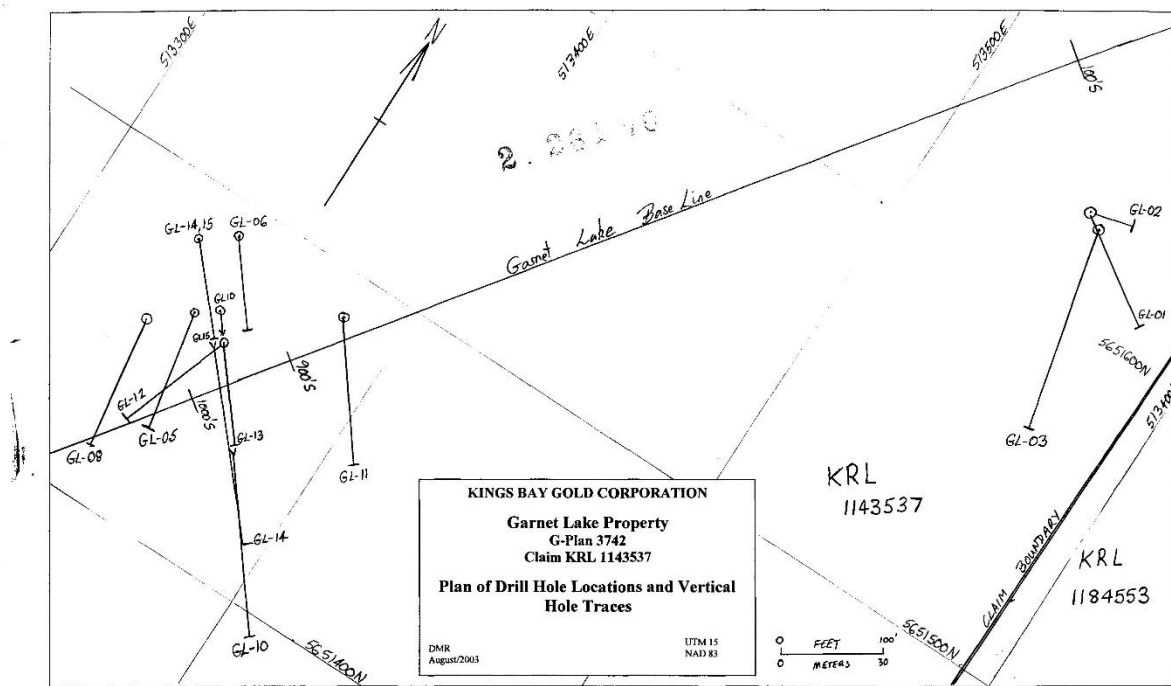 513300E
N
513400E
513500E
100'S
2.
Garnet Lake Base Line
GL-14,15
GL-06
GL-02
GL10
GL15
GL-01
5651600N
900'S
GL-12
1000'S
GL-05
GL-08
GL-13
GL-11
GL-03
513400
KRL
1143537
KINGS BAY GOLD CORPORATION
Garnet Lake Property
G-Plan 3742
Claim KRL 1143537
Plan of Drill Hole Locations and Vertical
Hole Traces
DMR
August/2003
UTM 15
NAD 83
GL-14
GL-10
5651400N
0 FEET 100'
0 METERS 30
5651500N
CLAIM BOUNDARY
KRL
1184553